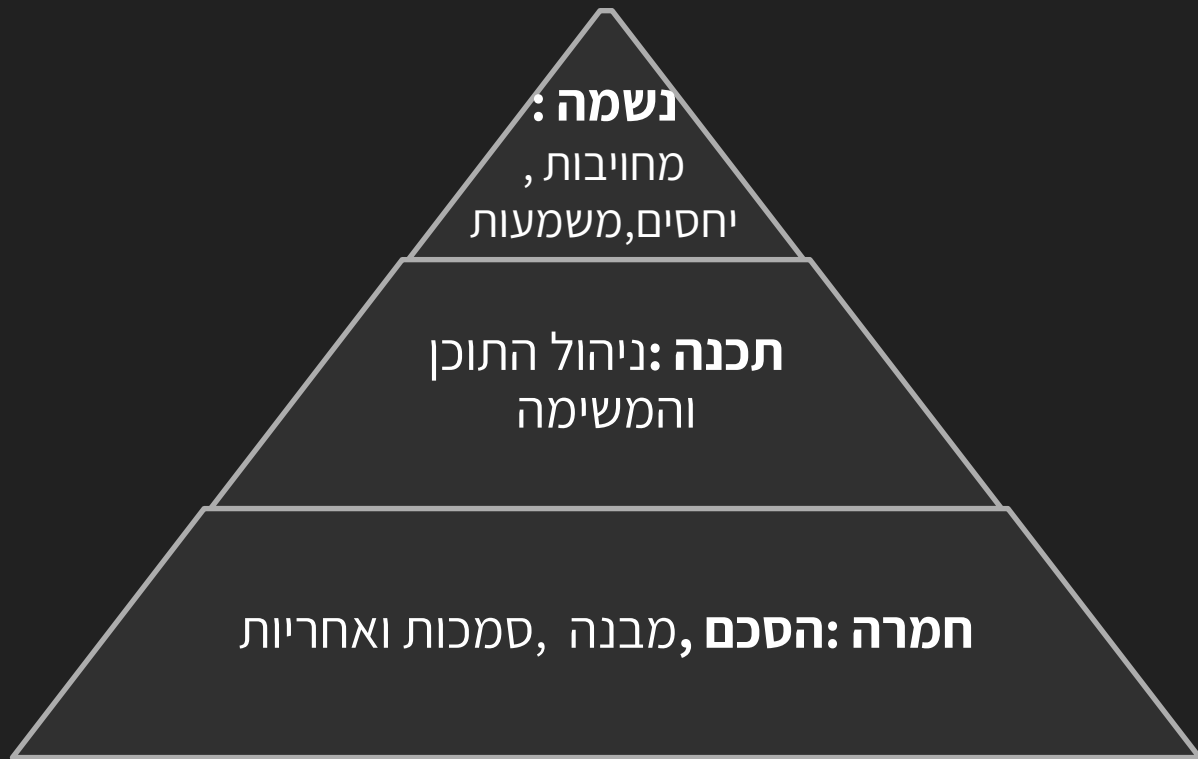 נשמה :
מחויבות ,
יחסים,משמעות
תכנה :ניהול התוכן
והמשימה
חמרה :הסכם ,מבנה ,סמכות ואחריות